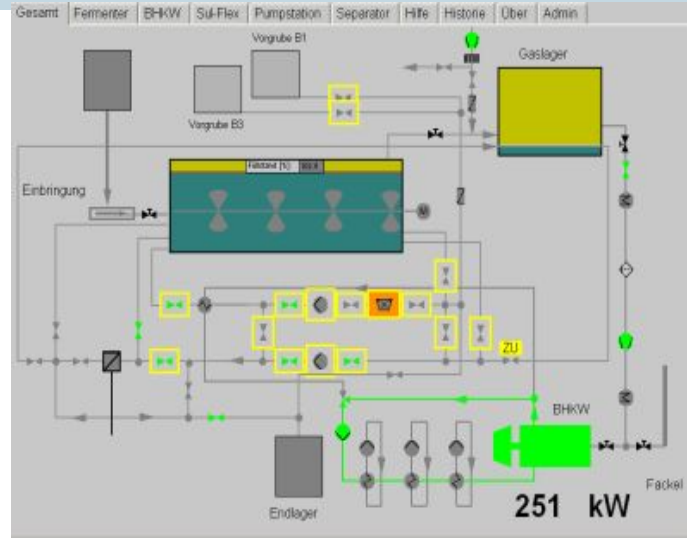 Gesamt Fermenter BHKW Sul-Flex Pumpstation Separator Hilfe Historie Über Admin
Vorgrube B1
Gaslager
Vorgrube B3
Füllstand [%]
Einbringung
M
ZU
BHKW
Fackel
251 kW
Endlager